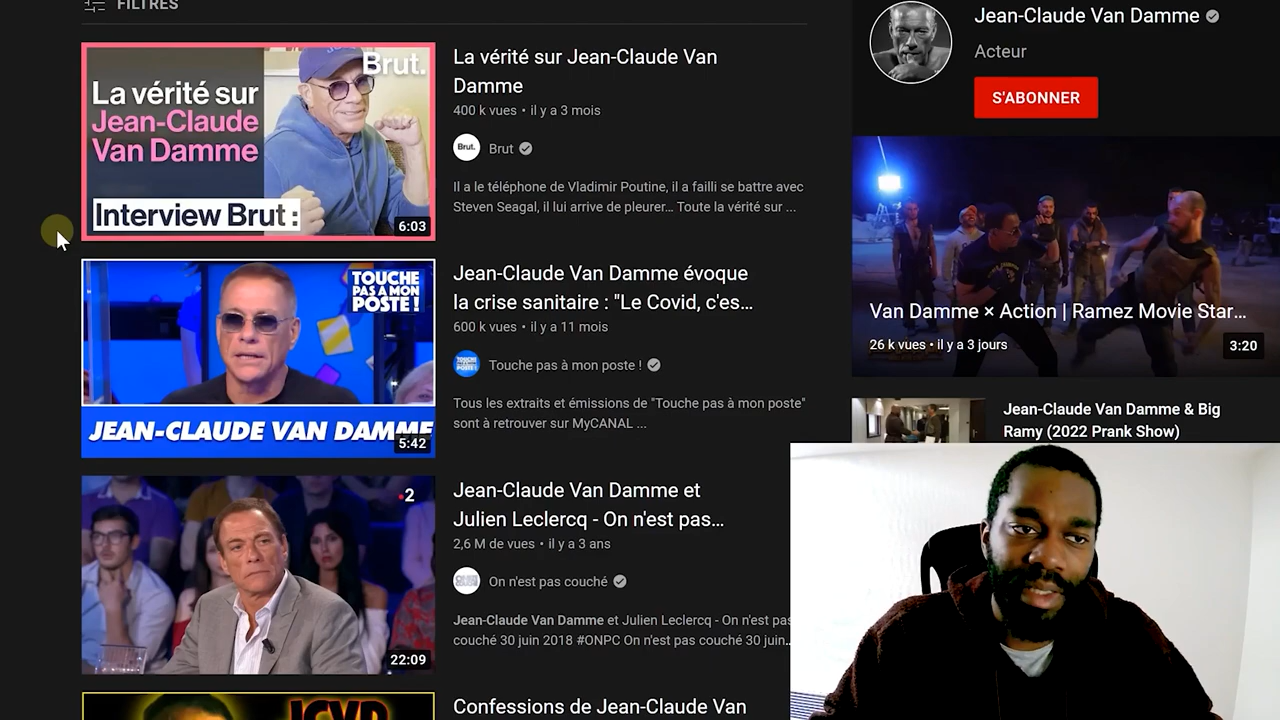 FILTRES
Brut.
La vérité sur
Jean-Claude
Van Damme
Interview Brut :
6:03
La vérité sur Jean-Claude Van
Damme
400 k vues • il y a 3 mois
Brut.
Brut
Il a le téléphone de Vladimir Poutine, il a failli se battre avec
Steven Seagal, il lui arrive de pleurer... Toute la vérité sur ...
TOUCHE
PAS À MON
POSTE !
JEAN-CLAUDE VAN DAMME
5:42
Jean-Claude Van Damme évoque
la crise sanitaire : "Le Covid, c'es...
600 k vues • il y a 11 mois
Touche pas à mon poste !
Tous les extraits et émissions de "Touche pas à mon poste"
sont à retrouver sur MyCANAL ...
2
22:09
Jean-Claude Van Damme et
Julien Leclercq - On n'est pas...
2,6 M de vues • il y a 3 ans
On n'est pas couché
Jean-Claude Van Damme et Julien Leclercq - On n'est pas
couché 30 juin 2018 #ONPC On n'est pas couché 30 juin...
JCVD
Confessions de Jean-Claude Van
Jean-Claude Van Damme
Acteur
S'ABONNER
Van Damme × Action | Ramez Movie Star...
26 k vues • il y a 3 jours
3:20
Jean-Claude Van Damme & Big
Ramy (2022 Prank Show)